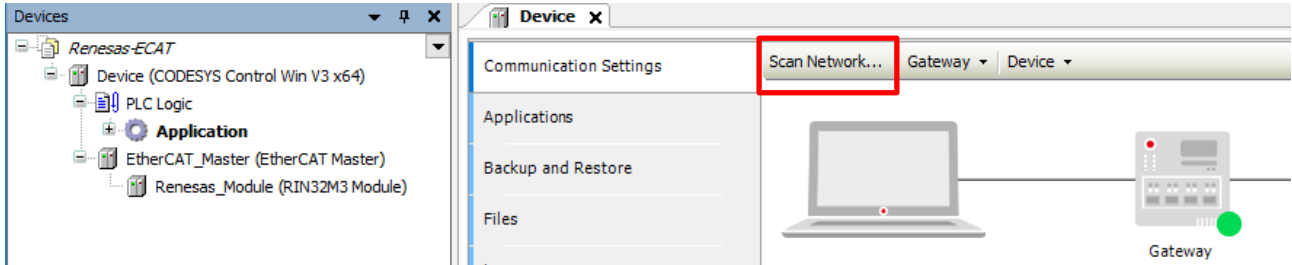 Devices
Renesas-ECAT
Device (CODESYS Control Win V3 x64)
PLC Logic
Application
EtherCAT_Master (EtherCAT Master)
Renesas_Module (RIN32M3 Module)
Device
Communication Settings
Applications
Backup and Restore
Files
Scan Network... Gateway Device
Gateway